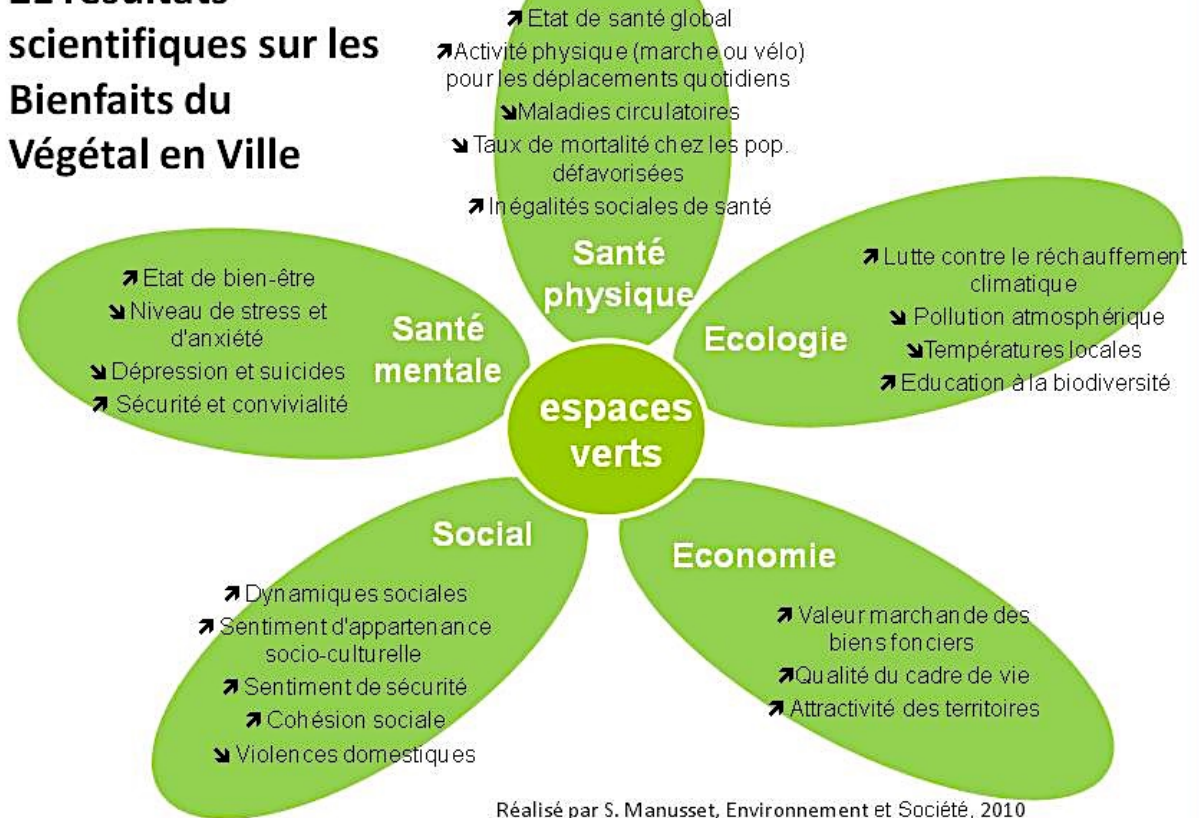 résultats
scientifiques sur les
Bienfaits du
Végétal en Ville
↗ Etat de santé global
↗Activité physique (marche ou vélo)
pour les déplacements quotidiens
↘Maladies circulatoires
↘ Taux de mortalité chez les pop.
défavorisées
↗ Inégalités sociales de santé
Santé
physique
↗ Lutte contre le réchauffement
climatique
↘ Pollution atmosphérique
↘Températures locales
↗ Education à la biodiversité
Ecologie
↗ Etat de bien-être
↘ Niveau de stress et
d'anxiété
↘ Dépression et suicides
↗ Sécurité et convivialité
Santé
mentale
espaces
verts
Social
↗ Dynamiques sociales
↗ Sentiment d'appartenance
socio-culturelle
↗ Sentiment de sécurité
↗ Cohésion sociale
↘ Violences domestiques
Economie
↗ Valeur marchande des
biens fonciers
↗Qualité du cadre de vie
↗ Attractivité des territoires
Réalisé par S. Manusset, Environnement et Société, 2010